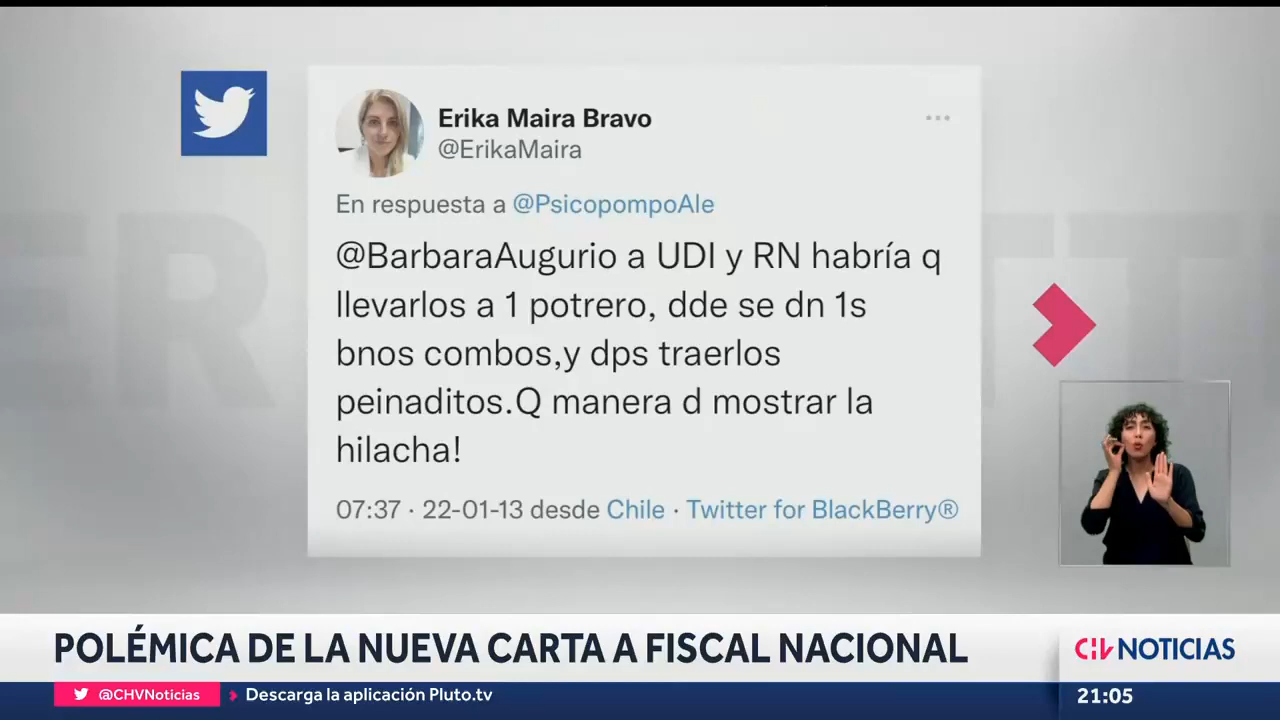 Erika Maira Bravo
@ErikaMaira
En respuesta a @PsicopompoAle
@BarbaraAugurio a UDI y RN habría q
llevarlos a 1 potrero, dde se dn 1s
bnos combos,y dps traerlos
peinaditos.Q manera d mostrar la
hilacha!
07:37 · 22-01-13 desde Chile · Twitter for BlackBerry®
POLÉMICA DE LA NUEVA CARTA A FISCAL NACIONAL
CHV NOTICIAS
@CHVNoticias
Descarga la aplicación Pluto.tv
21:05